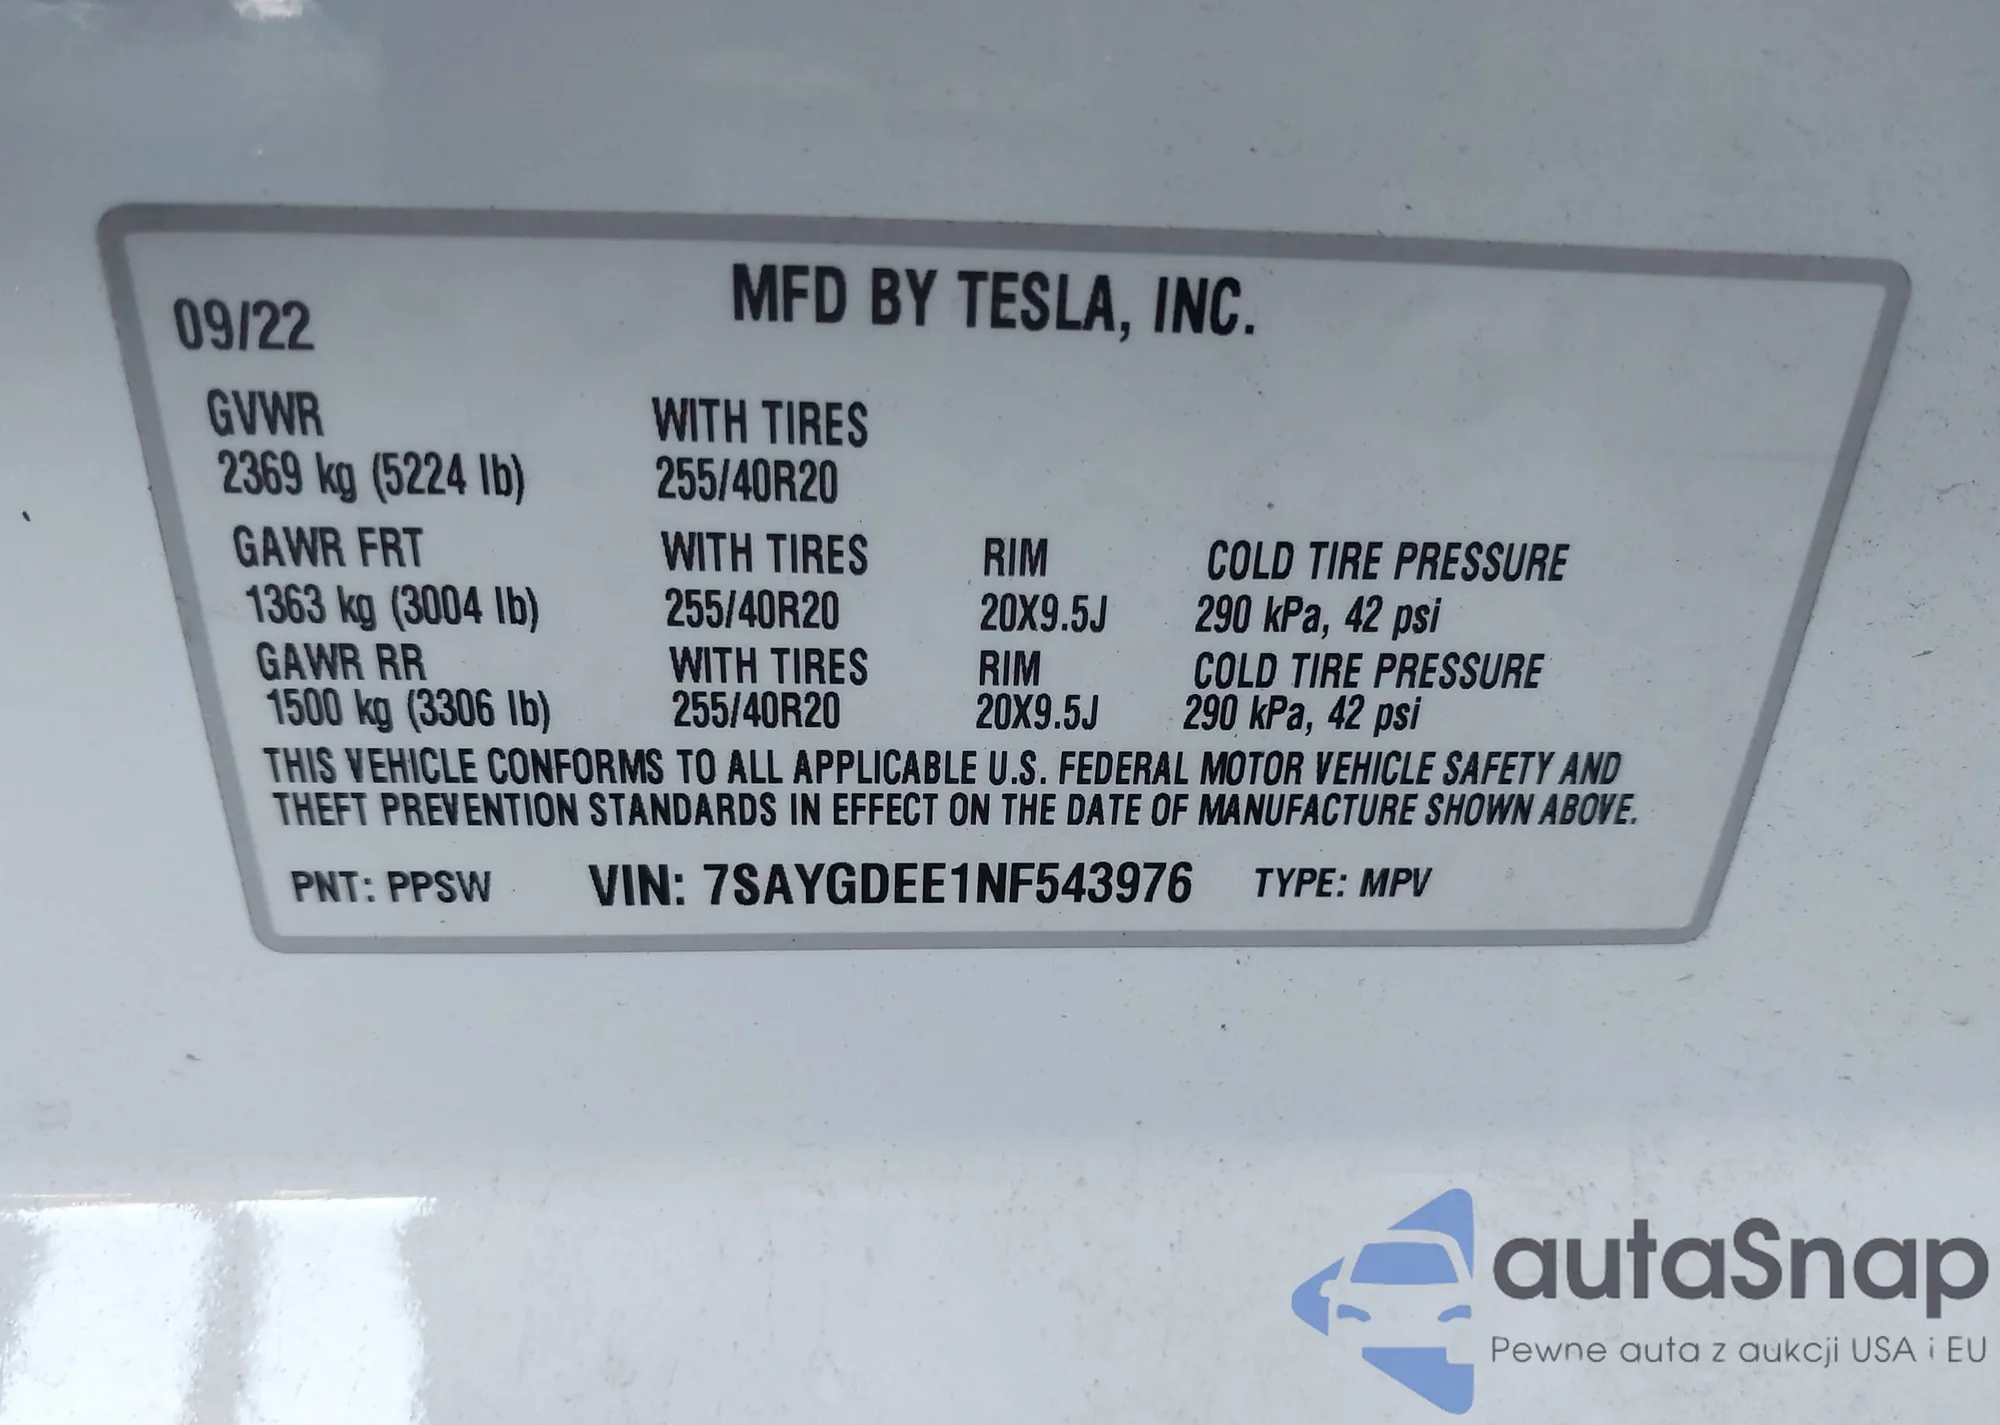 MFD BY TESLA, INC.
09/22
GVWR WITH TIRES
2369 kg (5224 lb) 255/40R20
GAWR FRT WITH TIRES RIM COLD TIRE PRESSURE
1363 kg (3004 lb) 255/40R20 20X9.5J 290 kPa, 42 psi
GAWR RR WITH TIRES RIM COLD TIRE PRESSURE
1500 kg (3306 lb) 255/40R20 20X9.5J 290 kPa, 42 psi
THIS VEHICLE CONFORMS TO ALL APPLICABLE U.S. FEDERAL MOTOR VEHICLE SAFETY AND
THEFT PREVENTION STANDARDS IN EFFECT ON THE DATE OF MANUFACTURE SHOWN ABOVE.
PNT: PPSW VIN: 7SAYGDEE1NF543976 TYPE: MPV
autaSnap
Pewne auta z aukcji USA i EU